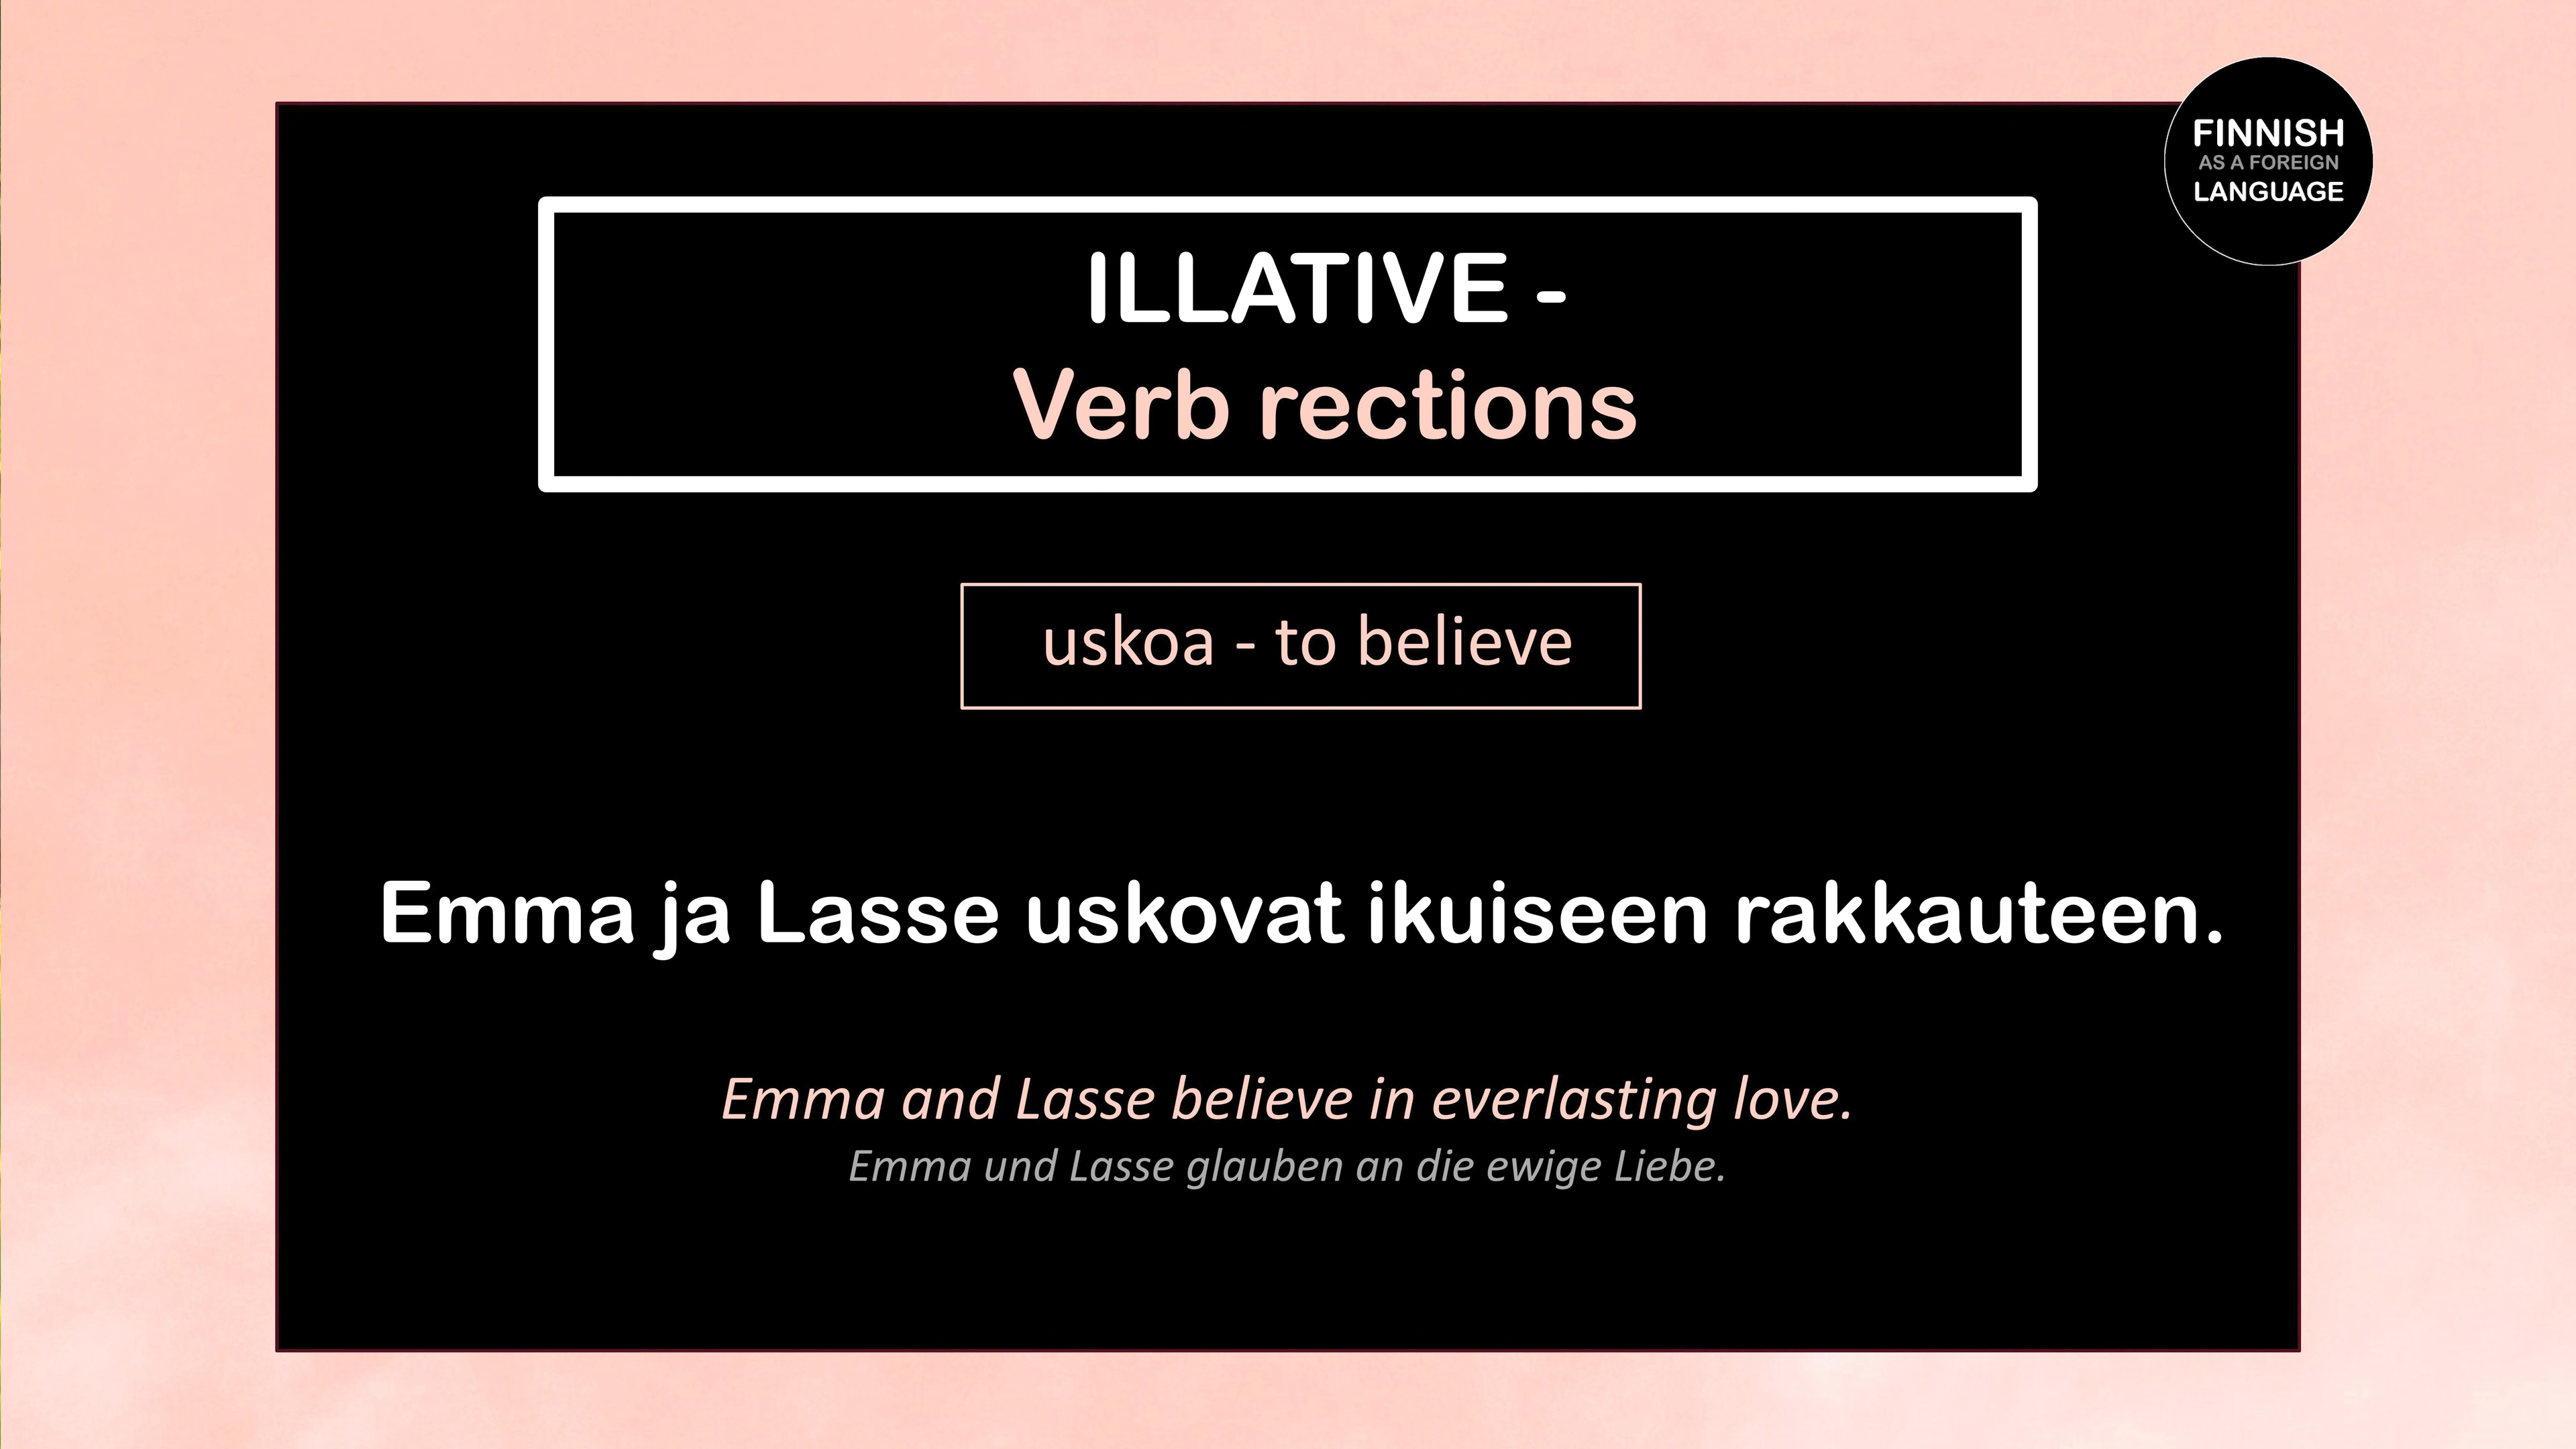 FINNISH
AS A FOREIGN
LANGUAGE
ILLATIVE -
Verb rections
uskoa - to believe
Emma ja Lasse uskovat ikuiseen rakkauteen.
Emma and Lasse believe in everlasting love.
Emma und Lasse glauben an die ewige Liebe.